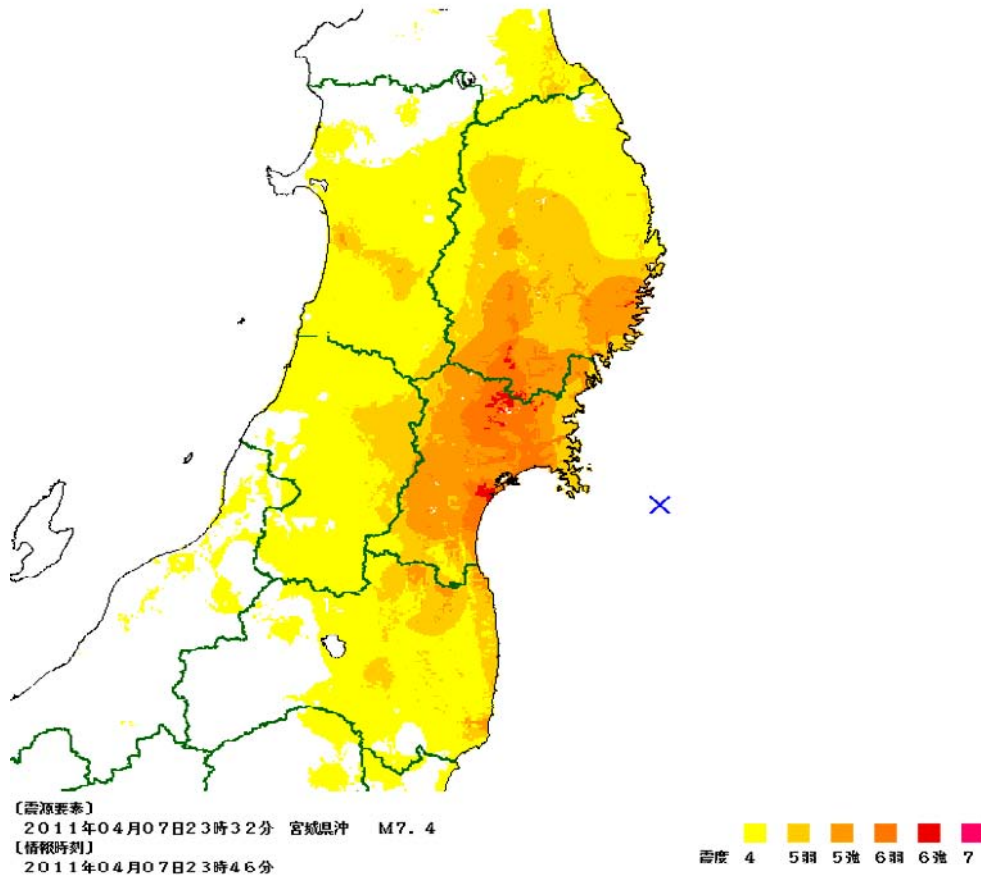 〔震源要素〕
2011年04月07日23時32分 宮城県沖 M7.4
〔情報時刻〕
2011年04月07日23時46分
震度 4 5弱 5強 6弱 6強 7